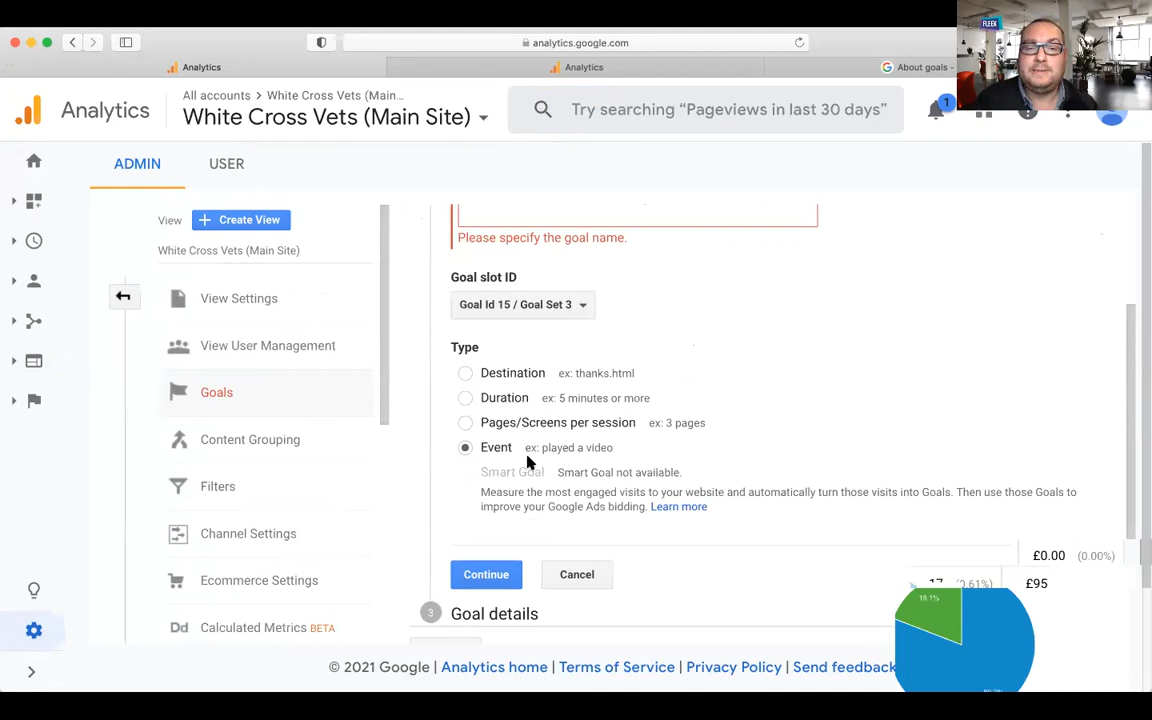 analytics.google.com
FLEEK
Analytics
Analytics
About goals -
Analytics
All accounts > White Cross Vets (Main...
White Cross Vets (Main Site)
Try searching “Pageviews in last 30 days”
1
ADMIN
USER
View
+ Create View
White Cross Vets (Main Site)
View Settings
View User Management
Goals
Content Grouping
Filters
Channel Settings
Ecommerce Settings
Dd Calculated Metrics BETA
Please specify the goal name.
Goal slot ID
Goal Id 15 / Goal Set 3
Type
Destination ex: thanks.html
Duration ex: 5 minutes or more
Pages/Screens per session ex: 3 pages
Event ex: played a video
Smart Goal Smart Goal not available.
Measure the most engaged visits to your website and automatically turn those visits into Goals. Then use those Goals to
improve your Google Ads bidding. Learn more
Continue
Cancel
3 Goal details
£0.00 (0.00%)
£95
19.1%
© 2021 Google | Analytics home | Terms of Service | Privacy Policy | Send feedback